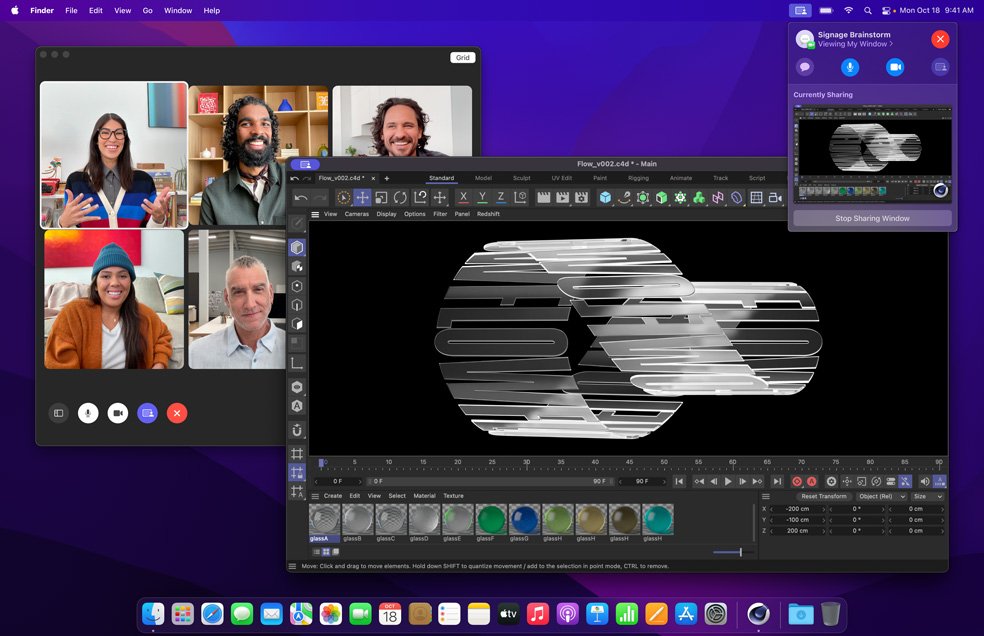 Finder File Edit View Go Window Help
Mon Oct 18 9:41 AM
Signage Brainstorm
Viewing My Window >
Currently Sharing
Stop Sharing Window
Grid
Flow_v002.c4d * - Main
Flow_v002.c4d * × +
Standard Model Sculpt UV Edit Paint Rigging Animate Track Script
X Y Z
View Cameras Display Options Filter Panel Redshift
0 5 10 15 20 25 30 35 40 45 50 55 60 65 70 75 80 85 90
0 F 0 F 90 F 90 F
Create Edit View Select Material Texture
Reset Transform Object (Rel) Size
glassA glassB glassC glassD glassE glassF glassG glassH glassH glassH glassH
X -200 cm 0 ° 0 cm
Y -100 cm 0 ° 0 cm
Z 200 cm 0 ° 0 cm
Move: Click and drag to move elements. Hold down SHIFT to quantize movement / add to the selection in point mode, CTRL to remove.
OCT
18
tv